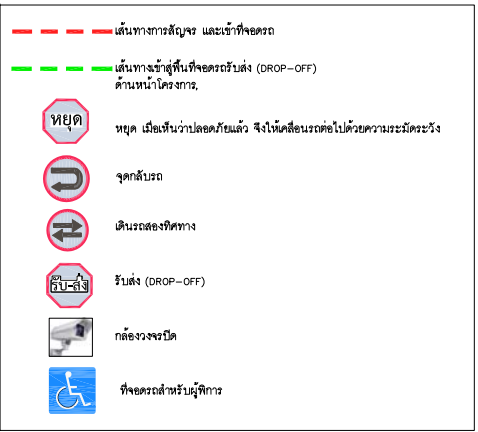 เส้นทางการสัญจร และเข้าที่จอดรถ
เส้นทางเข้าสู่พื้นที่จอดรถรับส่ง (DROP-OFF)
ด้านหน้าโครงการ,
หยุด
หยุด เมื่อเห็นว่าปลอดภัยแล้ว จึงให้เคลื่อนรถต่อไปด้วยความระมัดระวัง
จุดกลับรถ
เดินรถสองทิศทาง
รับ-ส่ง
รับส่ง (DROP-OFF)
กล้องวงจรปิด
ที่จอดรถสำหรับผู้พิการ